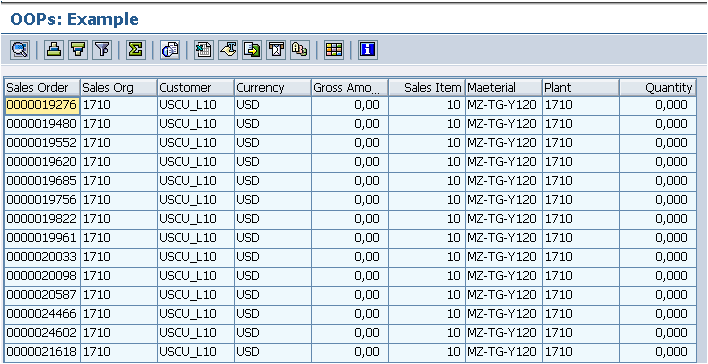 OOPs: Example
Sales Order Sales Org Customer Currency Gross Amo... Sales Item Maeterial Plant Quantity
0000019276 1710 USCU_L10 USD 0,00 10 MZ-TG-Y120 1710 0,000
0000019480 1710 USCU_L10 USD 0,00 10 MZ-TG-Y120 1710 0,000
0000019552 1710 USCU_L10 USD 0,00 10 MZ-TG-Y120 1710 0,000
0000019620 1710 USCU_L10 USD 0,00 10 MZ-TG-Y120 1710 0,000
0000019685 1710 USCU_L10 USD 0,00 10 MZ-TG-Y120 1710 0,000
0000019756 1710 USCU_L10 USD 0,00 10 MZ-TG-Y120 1710 0,000
0000019822 1710 USCU_L10 USD 0,00 10 MZ-TG-Y120 1710 0,000
0000019961 1710 USCU_L10 USD 0,00 10 MZ-TG-Y120 1710 0,000
0000020033 1710 USCU_L10 USD 0,00 10 MZ-TG-Y120 1710 0,000
0000020098 1710 USCU_L10 USD 0,00 10 MZ-TG-Y120 1710 0,000
0000020587 1710 USCU_L10 USD 0,00 10 MZ-TG-Y120 1710 0,000
0000024466 1710 USCU_L10 USD 0,00 10 MZ-TG-Y120 1710 0,000
0000024602 1710 USCU_L10 USD 0,00 10 MZ-TG-Y120 1710 0,000
0000021618 1710 USCU_L10 USD 0,00 10 MZ-TG-Y120 1710 0,000